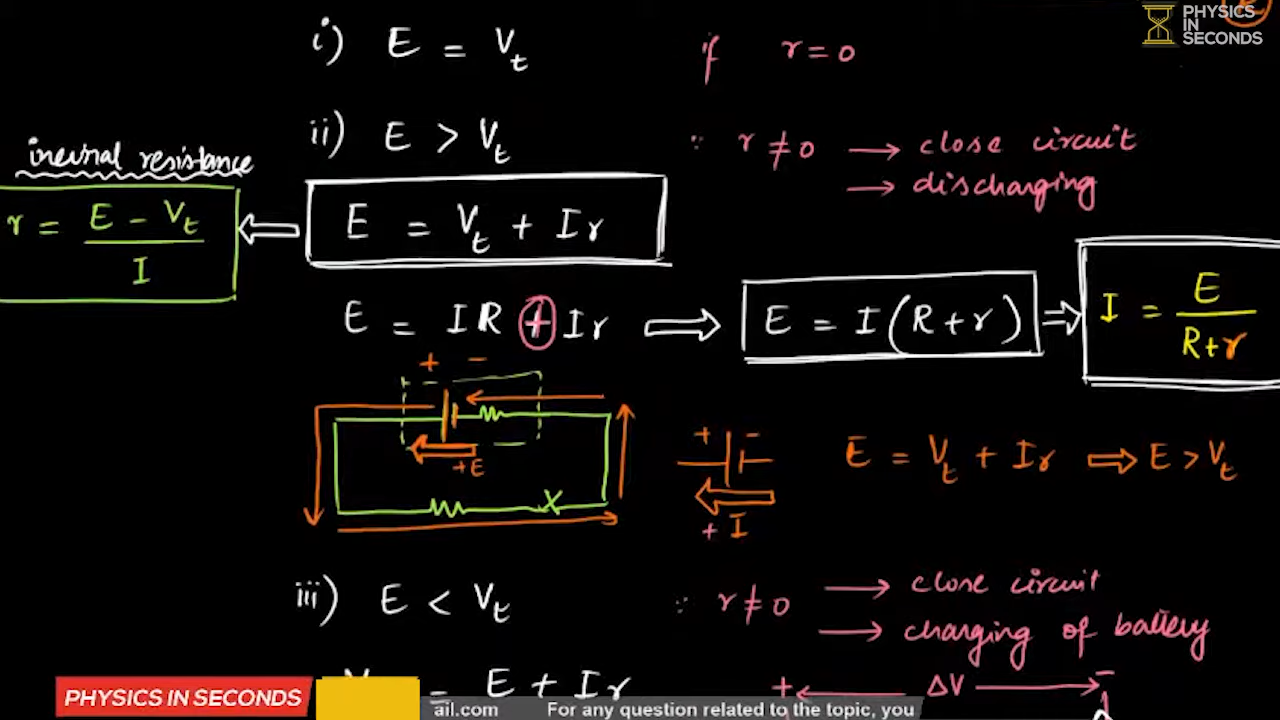 PHYSICS
IN
SECONDS
i) E = Vt if r = 0
ii) E > Vt ∵ r ≠ 0 → close circuit
→ discharging
inernal resistance
r = E - Vt / I ⇐ E = Vt + Ir
E = IR + Ir ⇒ E = I(R+r) ⇒ I = E / R+r
+ -
+E
+ -
+ I
E = Vt + Ir ⇒ E > Vt
iii) E < Vt ∵ r ≠ 0 → close circuit
→ charging of battery
= E + Ir
+ ← ΔV → -
PHYSICS IN SECONDS
ail.com For any question related to the topic, you